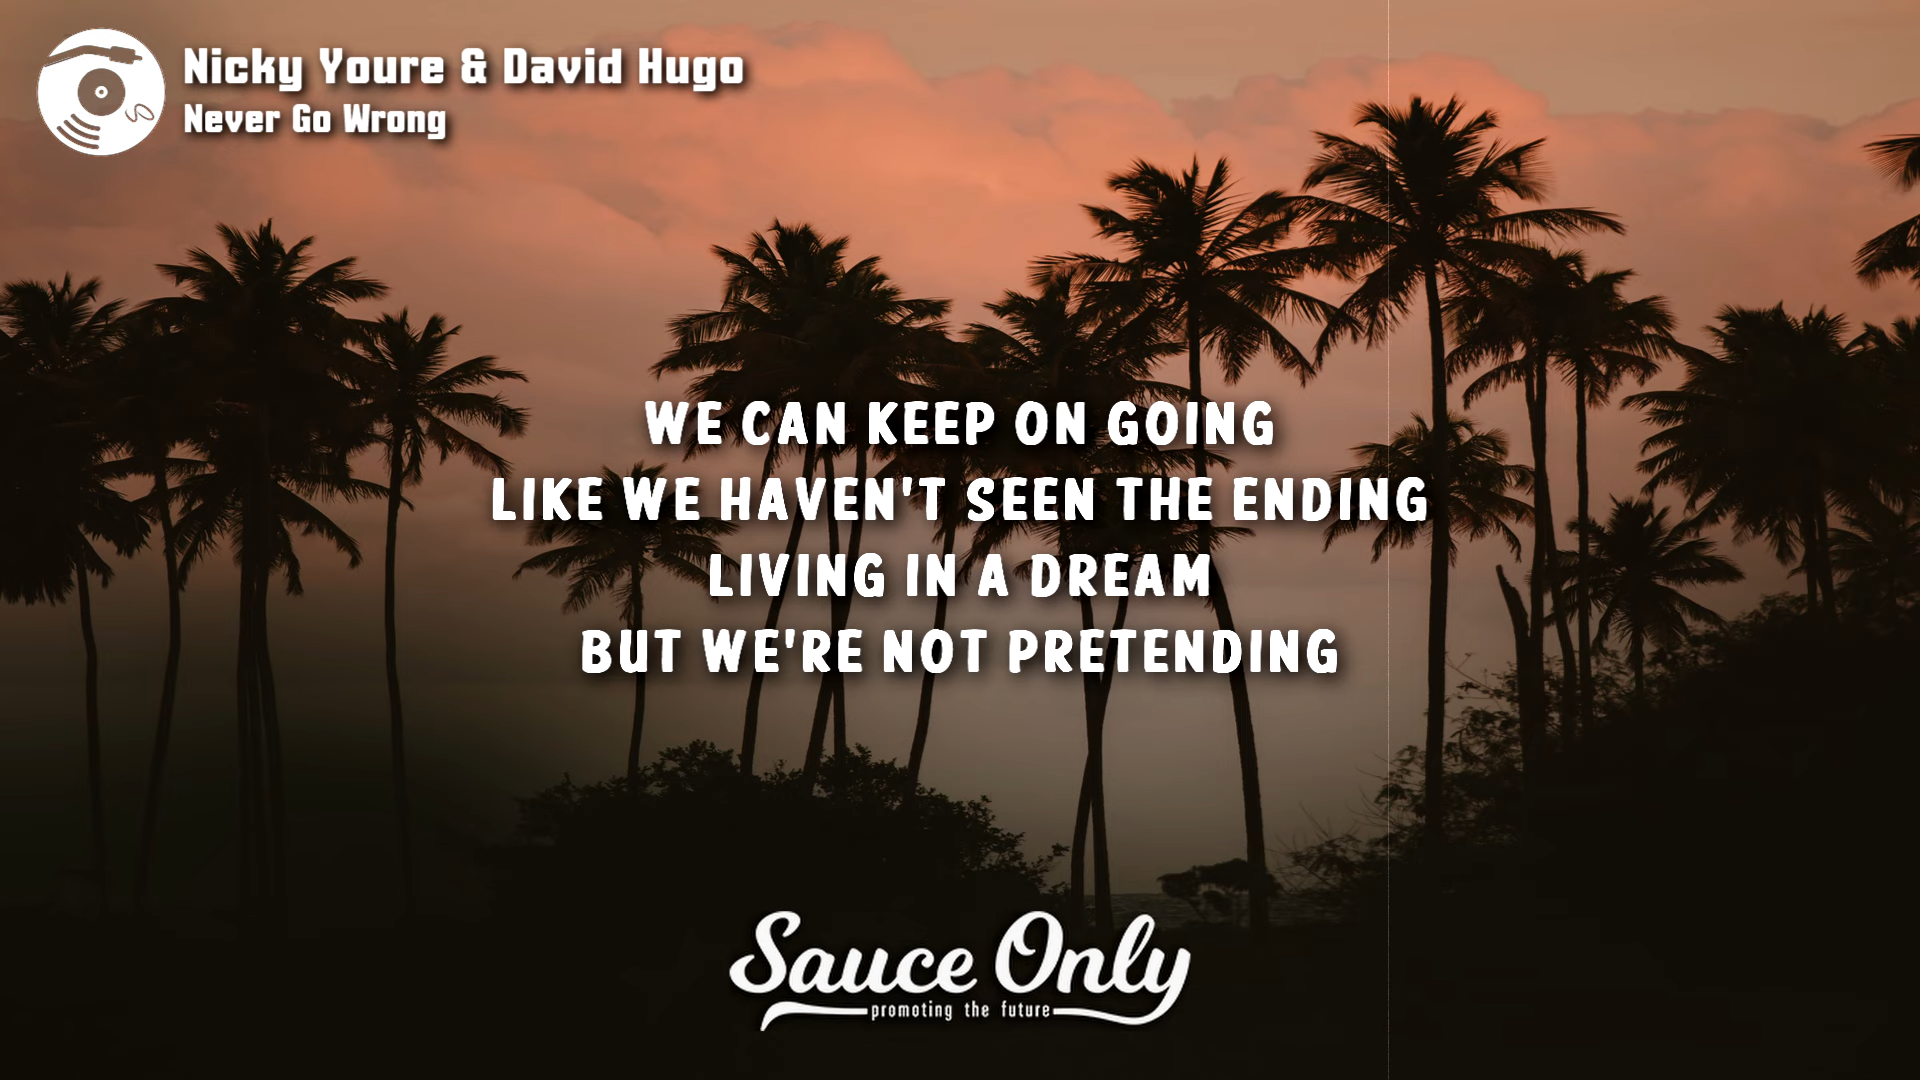 Nicky Youre & David Hugo
Never Go Wrong
WE CAN KEEP ON GOING
LIKE WE HAVEN'T SEEN THE ENDING
LIVING IN A DREAM
BUT WE'RE NOT PRETENDING
Sauce Only
promoting the future